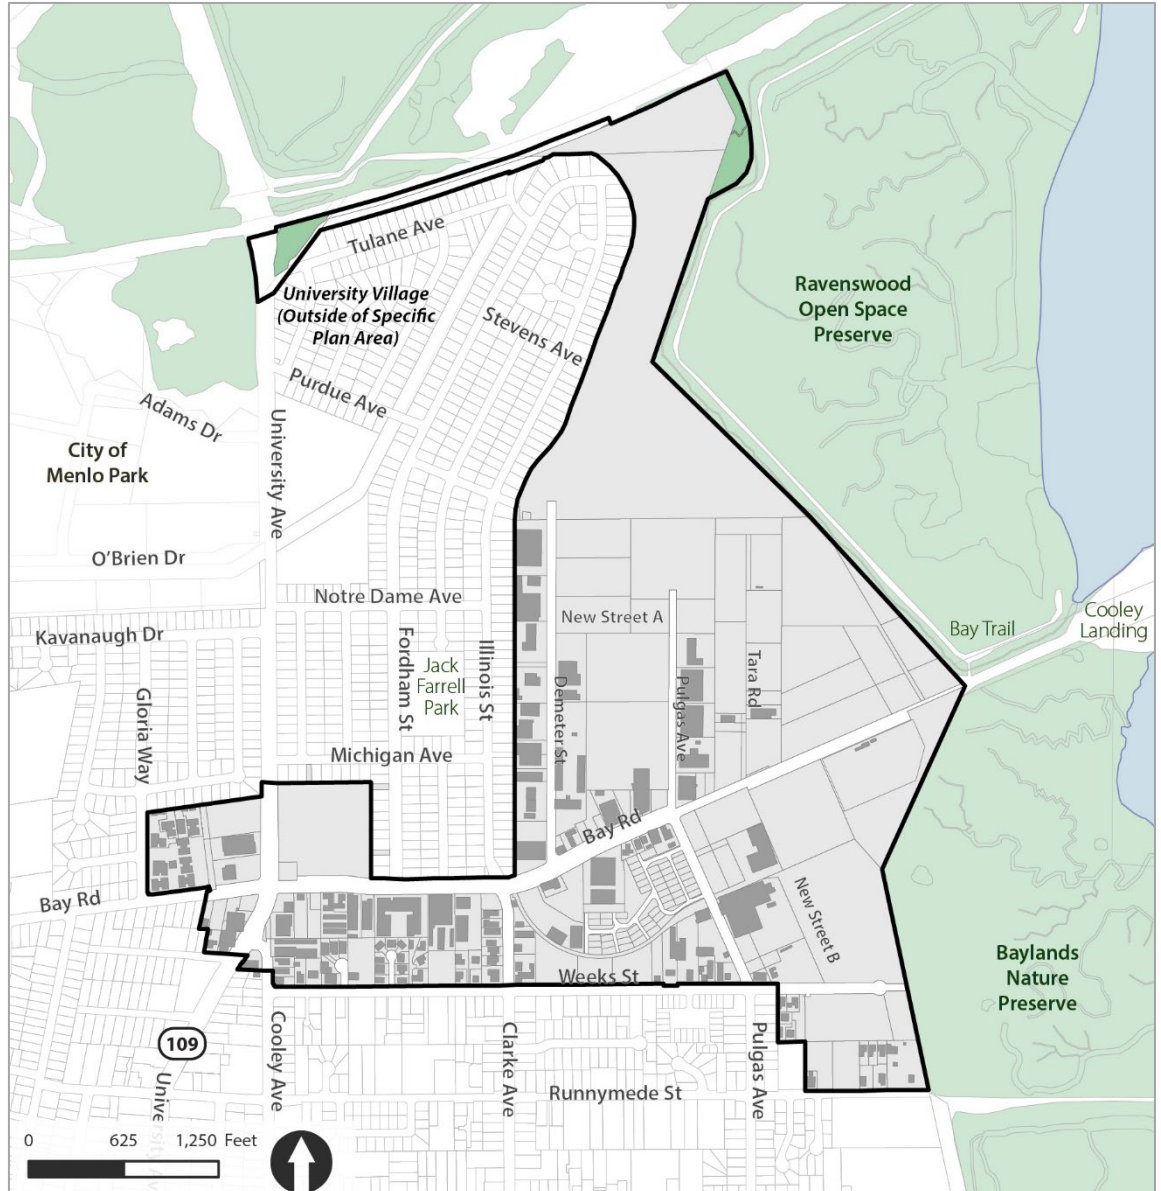 Tulane Ave
University Village
(Outside of Specific
Plan Area)
Stevens Ave
Ravenswood
Open Space
Preserve
Purdue Ave
Adams Dr
University Ave
City of
Menlo Park
O'Brien Dr
Notre Dame Ave
New Street A
Kavanaugh Dr
Fordham St
Jack
Farrell
Park
Illinois St
Demeter St
Pulgas Ave
Tara Rd
Bay Trail
Cooley
Landing
Gloria Way
Michigan Ave
Bay Rd
Bay Rd
New Street B
Weeks St
Baylands
Nature
Preserve
109
Cooley Ave
Clarke Ave
Pulgas Ave
University Av
Runnymede St
0 625 1,250 Feet